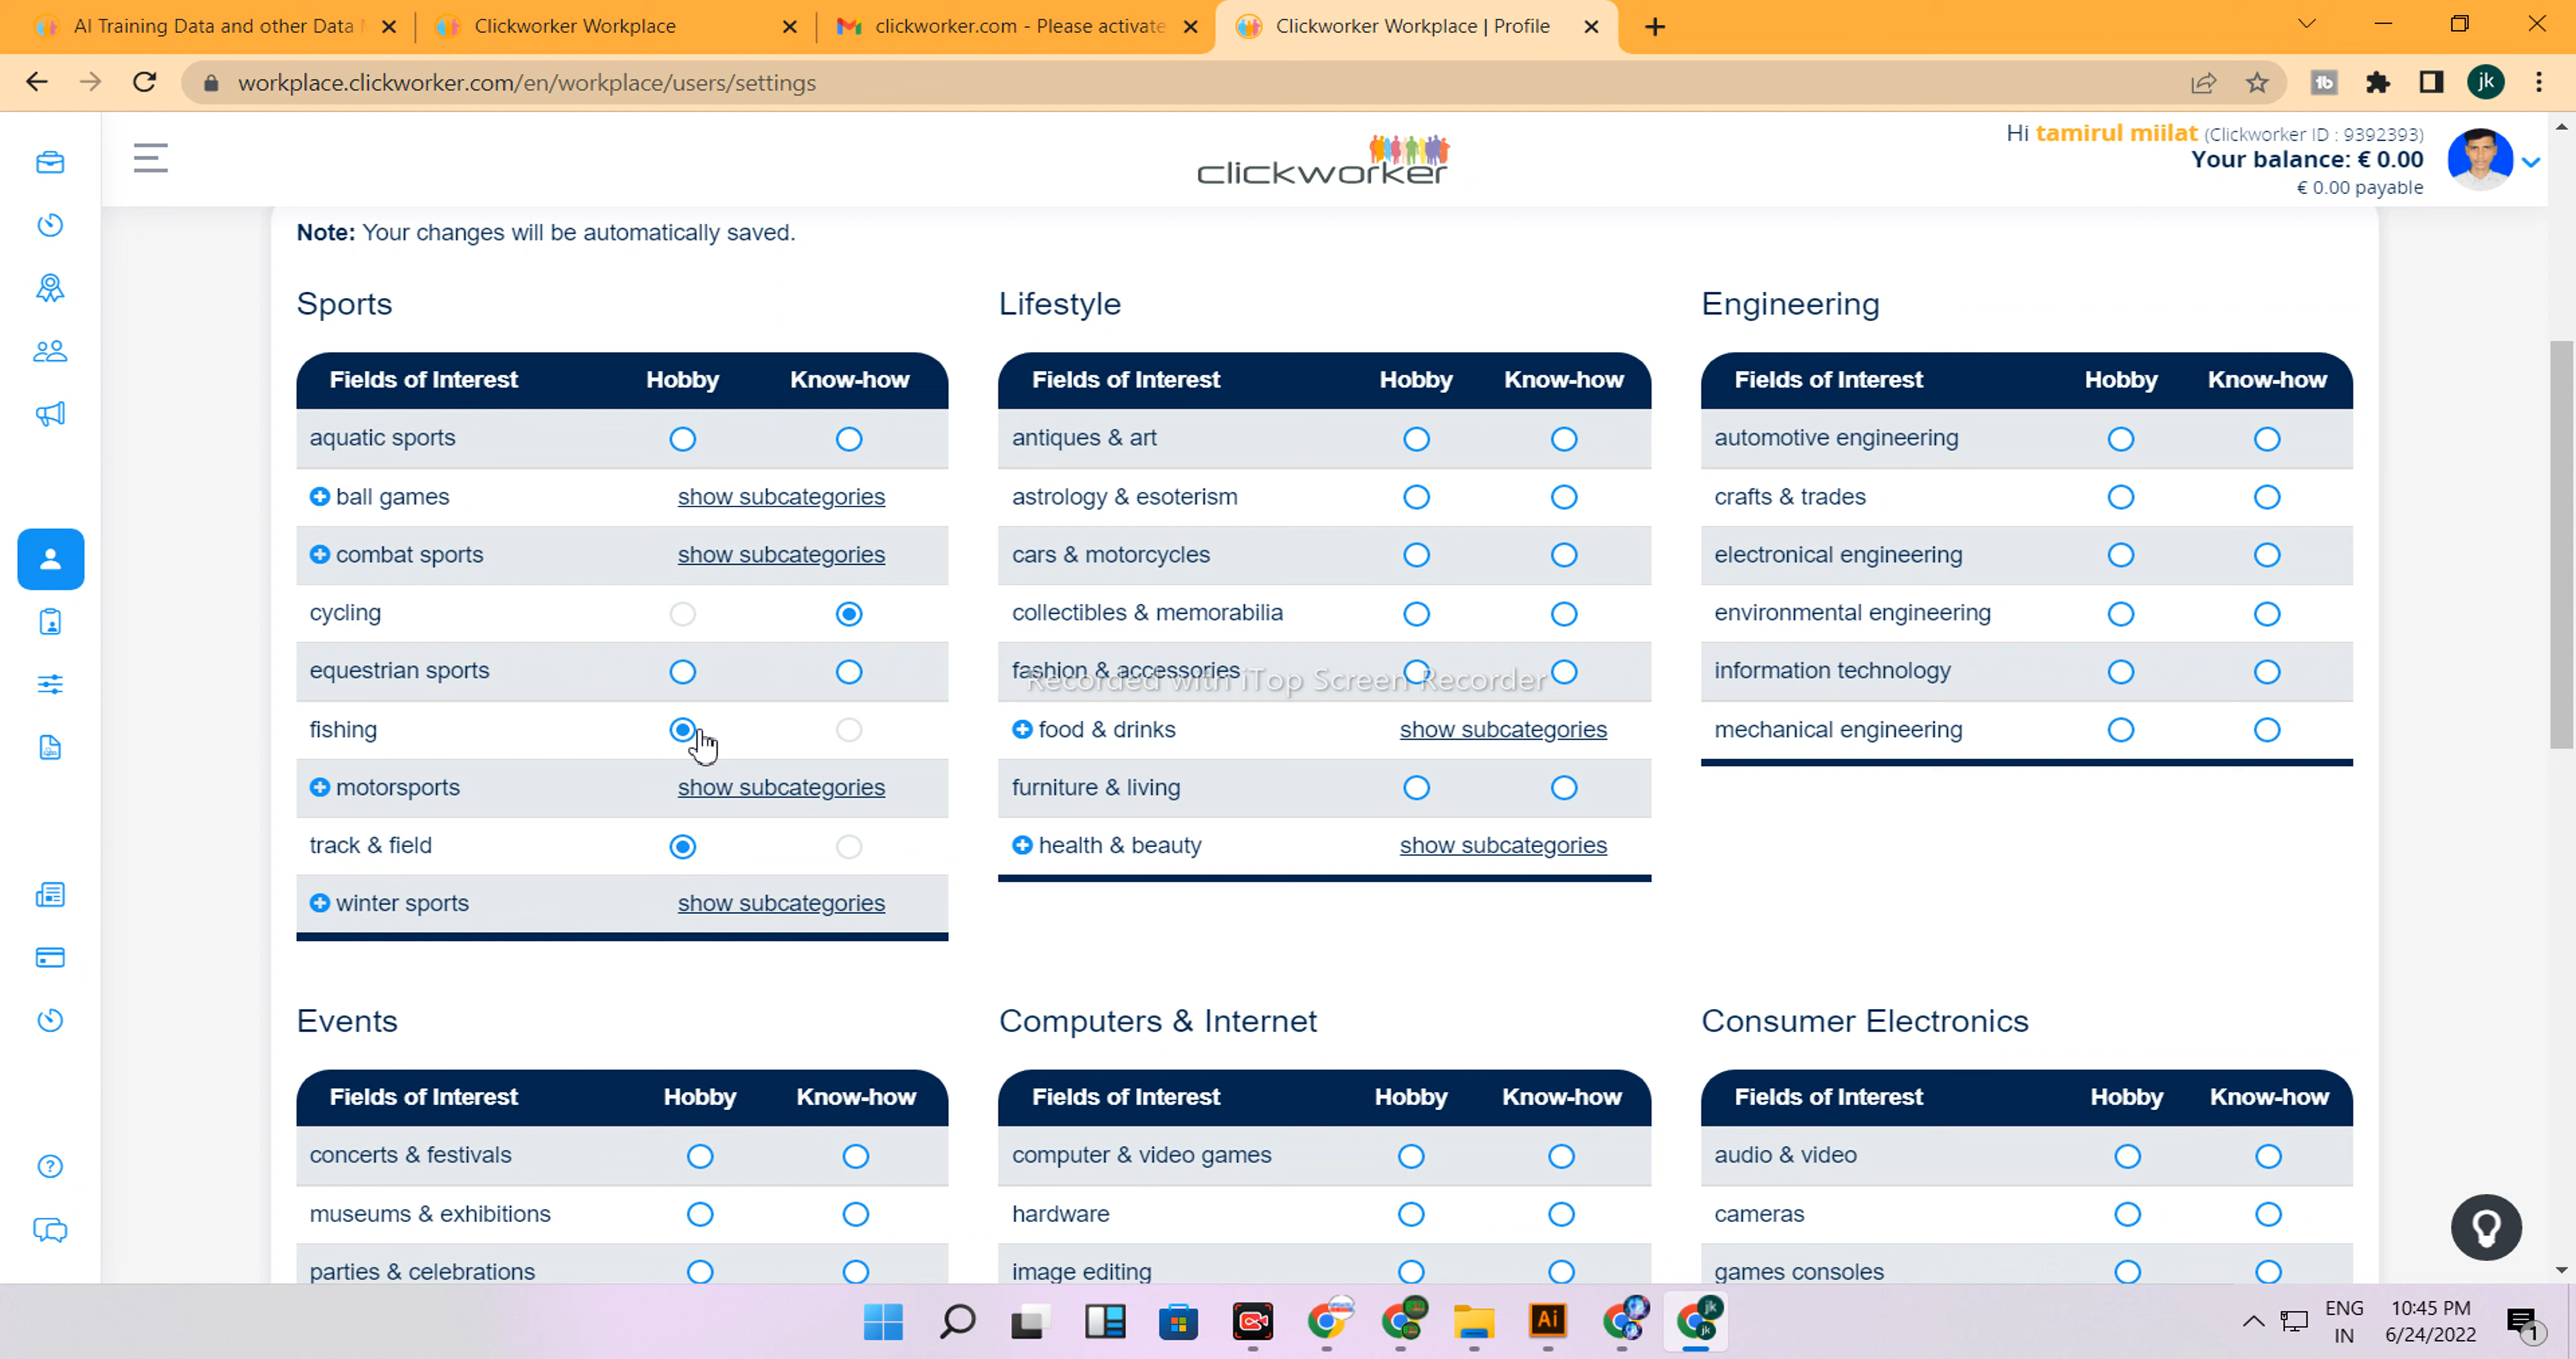 AI Training Data and other Data
Clickworker Workplace
clickworker.com - Please activate
Clickworker Workplace | Profile
workplace.clickworker.com/en/workplace/users/settings
tb
jk
clickworker
Hi tamirul miilat (Clickworker ID : 9392393)
Your balance: € 0.00
€ 0.00 payable
Note: Your changes will be automatically saved.
Sports
Fields of Interest Hobby Know-how
aquatic sports
ball games show subcategories
combat sports show subcategories
cycling
equestrian sports
fishing
motorsports show subcategories
track & field
winter sports show subcategories
Lifestyle
Fields of Interest Hobby Know-how
antiques & art
astrology & esoterism
cars & motorcycles
collectibles & memorabilia
fashion & accessories
Recorded with iTop Screen Recorder
food & drinks show subcategories
furniture & living
health & beauty show subcategories
Engineering
Fields of Interest Hobby Know-how
automotive engineering
crafts & trades
electronical engineering
environmental engineering
information technology
mechanical engineering
Events
Fields of Interest Hobby Know-how
concerts & festivals
museums & exhibitions
parties & celebrations
Computers & Internet
Fields of Interest Hobby Know-how
computer & video games
hardware
image editing
Consumer Electronics
Fields of Interest Hobby Know-how
audio & video
cameras
games consoles
Ai
jk
jk
ENG
IN
10:45 PM
6/24/2022
1